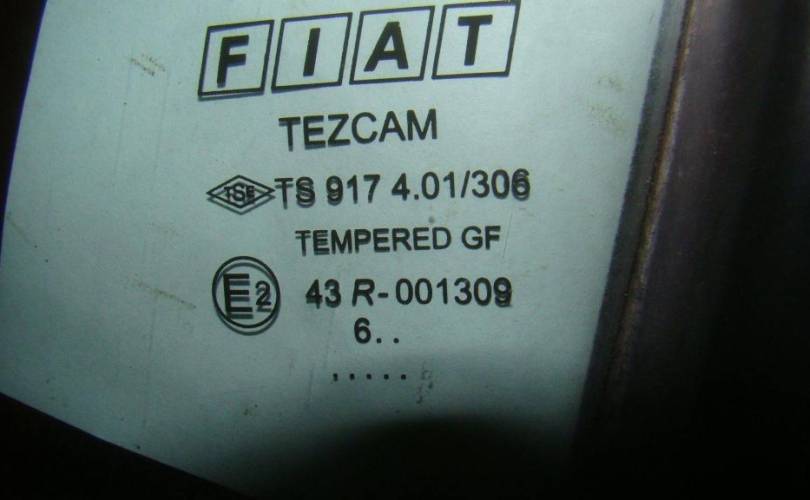 FIAT
TEZCAM
TSE TS 917 4.01/306
TEMPERED GF
E2 43 R-001309
6..
.....